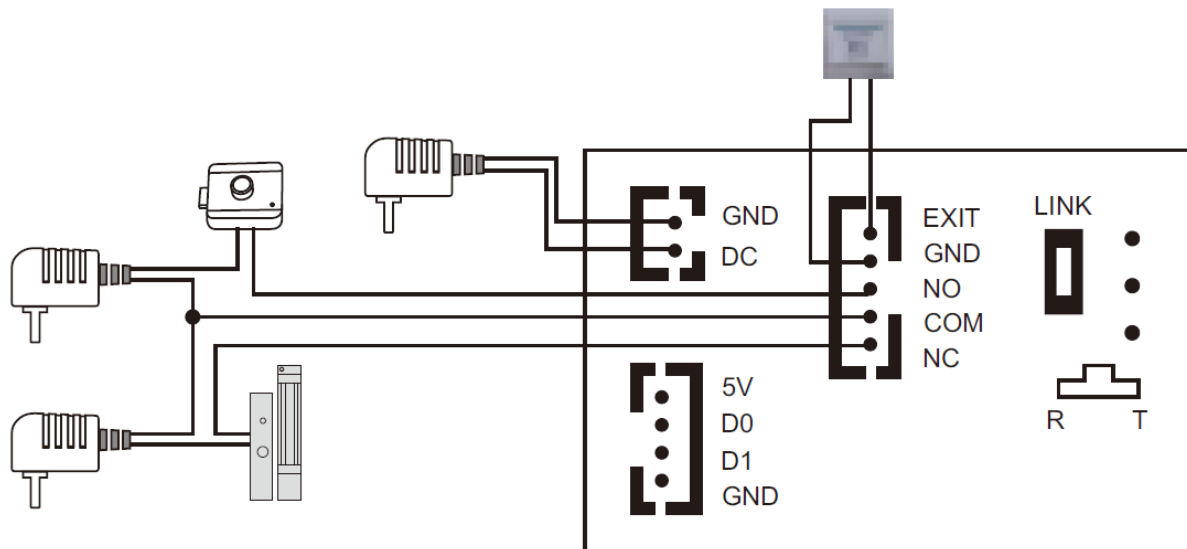 GND
DC
EXIT
GND
NO
COM
NC
LINK
5V
D0
D1
GND
R T